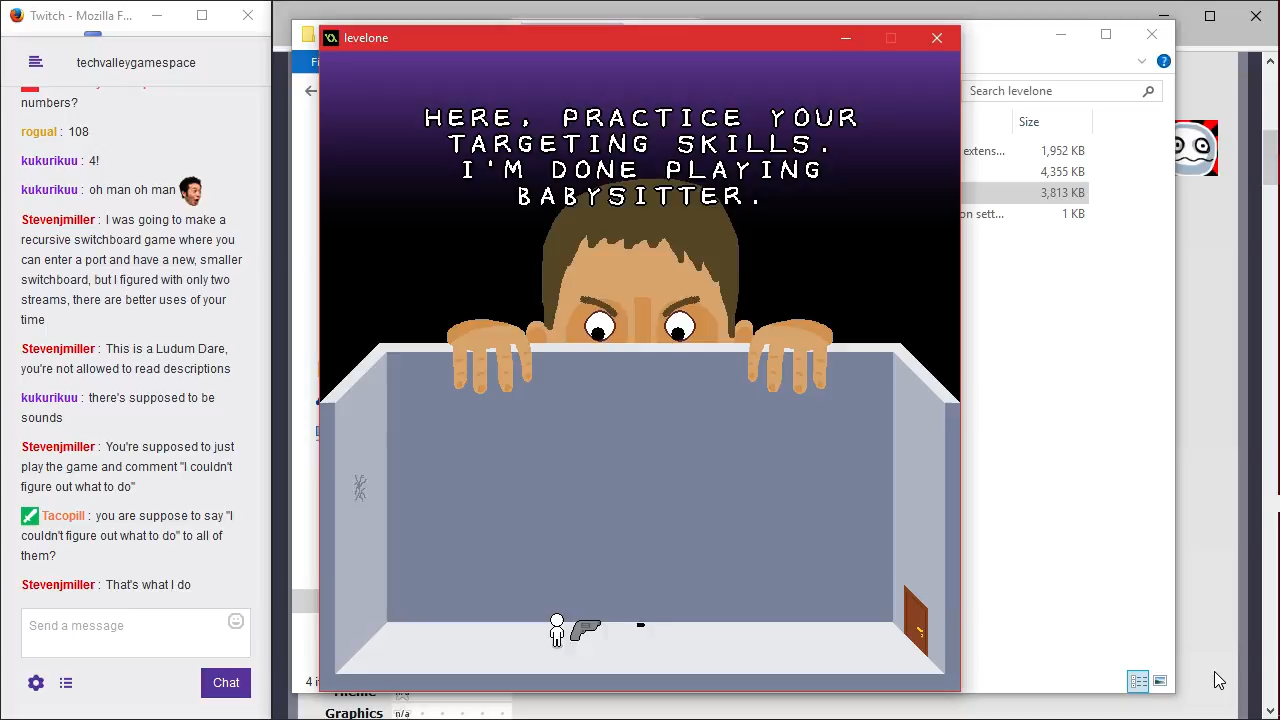 Twitch - Mozilla F...
techvalleygamespace
numbers?
rogual : 108
kukurikuu : 4!
kukurikuu : oh man oh man
Stevenjmiller : I was going to make a
recursive switchboard game where you
can enter a port and have a new, smaller
switchboard, but I figured with only two
streams, there are better uses of your
time
Stevenjmiller : This is a Ludum Dare,
you're not allowed to read descriptions
kukurikuu : there's supposed to be
sounds
Stevenjmiller : You're supposed to just
play the game and comment "I couldn't
figure out what to do"
Tacopill : you are suppose to say "I
couldn't figure out what to do" to all of
them?
Stevenjmiller : That's what I do
Send a message
Chat
levelone
HERE, PRACTICE YOUR
TARGETING SKILLS.
I'M DONE PLAYING
BABYSITTER.
Fi
Search levelone
Size
extens... 1,952 KB
4,355 KB
3,813 KB
on sett... 1 KB
4 i
Graphics n/a